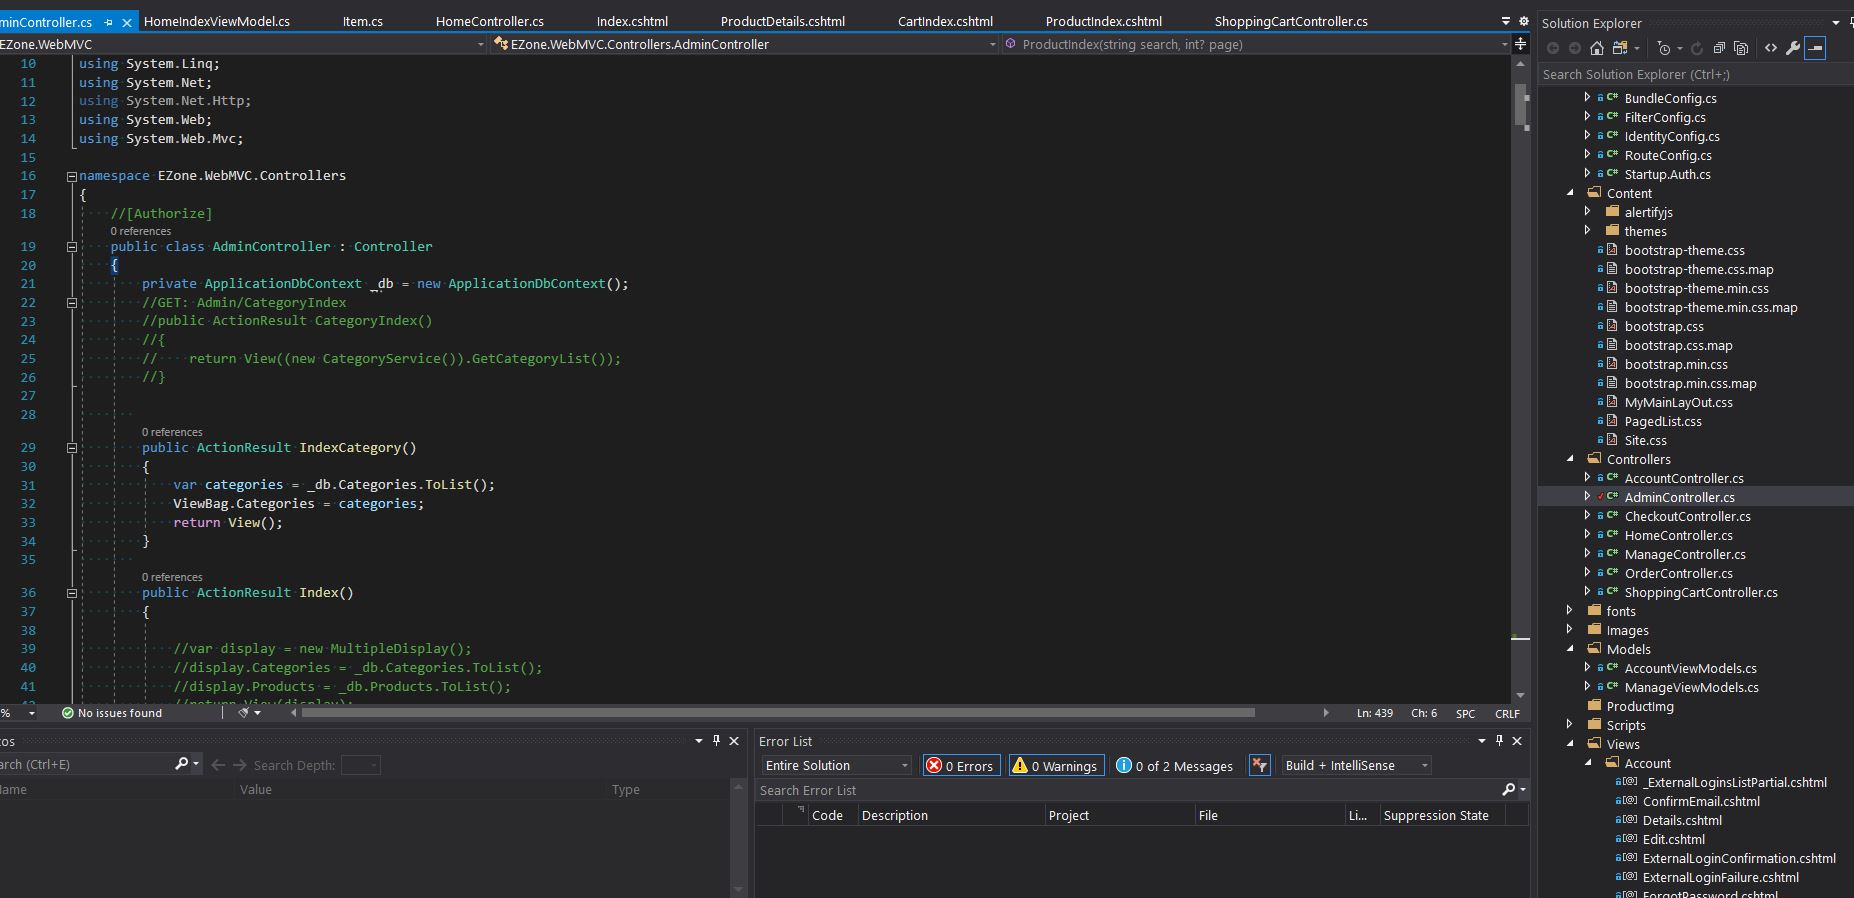 minController.cs
HomeIndexViewModel.cs
Item.cs
HomeController.cs
Index.cshtml
ProductDetails.cshtml
CartIndex.cshtml
ProductIndex.cshtml
ShoppingCartController.cs
EZone.WebMVC
EZone.WebMVC.Controllers.AdminController
ProductIndex(string search, int? page)
10 using System.Linq;
11 using System.Net;
12 using System.Net.Http;
13 using System.Web;
14 using System.Web.Mvc;
15
16 namespace EZone.WebMVC.Controllers
17 {
18 //[Authorize]
0 references
19 public class AdminController : Controller
20 {
21 private ApplicationDbContext _db = new ApplicationDbContext();
22 //GET: Admin/CategoryIndex
23 //public ActionResult CategoryIndex()
24 //{
25 // return View((new CategoryService()).GetCategoryList());
26 //}
27
28
0 references
29 public ActionResult IndexCategory()
30 {
31 var categories = _db.Categories.ToList();
32 ViewBag.Categories = categories;
33 return View();
34 }
35
0 references
36 public ActionResult Index()
37 {
38
39 //var display = new MultipleDisplay();
40 //display.Categories = _db.Categories.ToList();
41 //display.Products = _db.Products.ToList();
42 //return View(display);
% No issues found Ln: 439 Ch: 6 SPC CRLF
os
arch (Ctrl+E) Search Depth:
ame Value Type
Error List
Entire Solution 0 Errors 0 Warnings 0 of 2 Messages Build + IntelliSense
Search Error List
Code Description Project File Li... Suppression State
Solution Explorer
Search Solution Explorer (Ctrl+;)
C# BundleConfig.cs
C# FilterConfig.cs
C# IdentityConfig.cs
C# RouteConfig.cs
C# Startup.Auth.cs
Content
alertifyjs
themes
bootstrap-theme.css
bootstrap-theme.css.map
bootstrap-theme.min.css
bootstrap-theme.min.css.map
bootstrap.css
bootstrap.css.map
bootstrap.min.css
bootstrap.min.css.map
MyMainLayOut.css
PagedList.css
Site.css
Controllers
C# AccountController.cs
C# AdminController.cs
C# CheckoutController.cs
C# HomeController.cs
C# ManageController.cs
C# OrderController.cs
C# ShoppingCartController.cs
fonts
Images
Models
C# AccountViewModels.cs
C# ManageViewModels.cs
ProductImg
Scripts
Views
Account
[@] _ExternalLoginsListPartial.cshtml
[@] ConfirmEmail.cshtml
[@] Details.cshtml
[@] Edit.cshtml
[@] ExternalLoginConfirmation.cshtml
[@] ExternalLoginFailure.cshtml
[@] ForgotPassword.cshtml